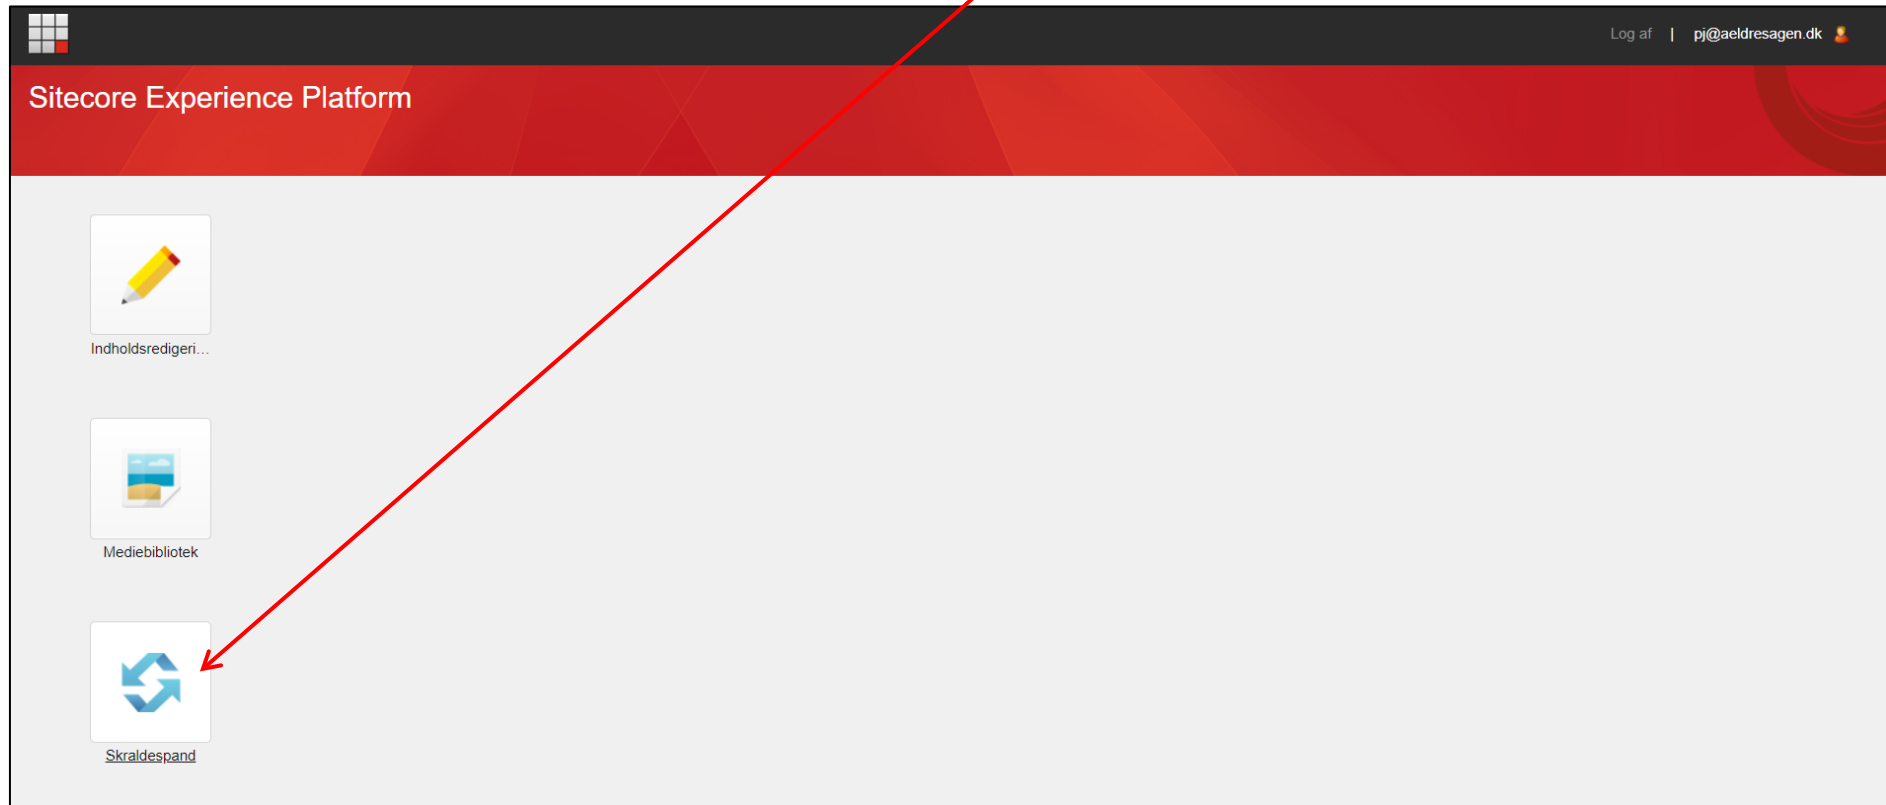 Log af | pj@aeldresagen.dk
Sitecore Experience Platform
Indholdsredigeri...
Mediebibliotek
Skraldespand